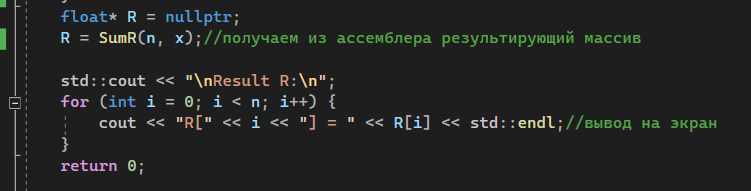 float* R = nullptr;
R = SumR(n, x);//получаем из ассемблера результирующий массив
std::cout << "\nResult R:\n";
for (int i = 0; i < n; i++) {
cout << "R[" << i << "] = " << R[i] << std::endl;//вывод на экран
}
return 0;